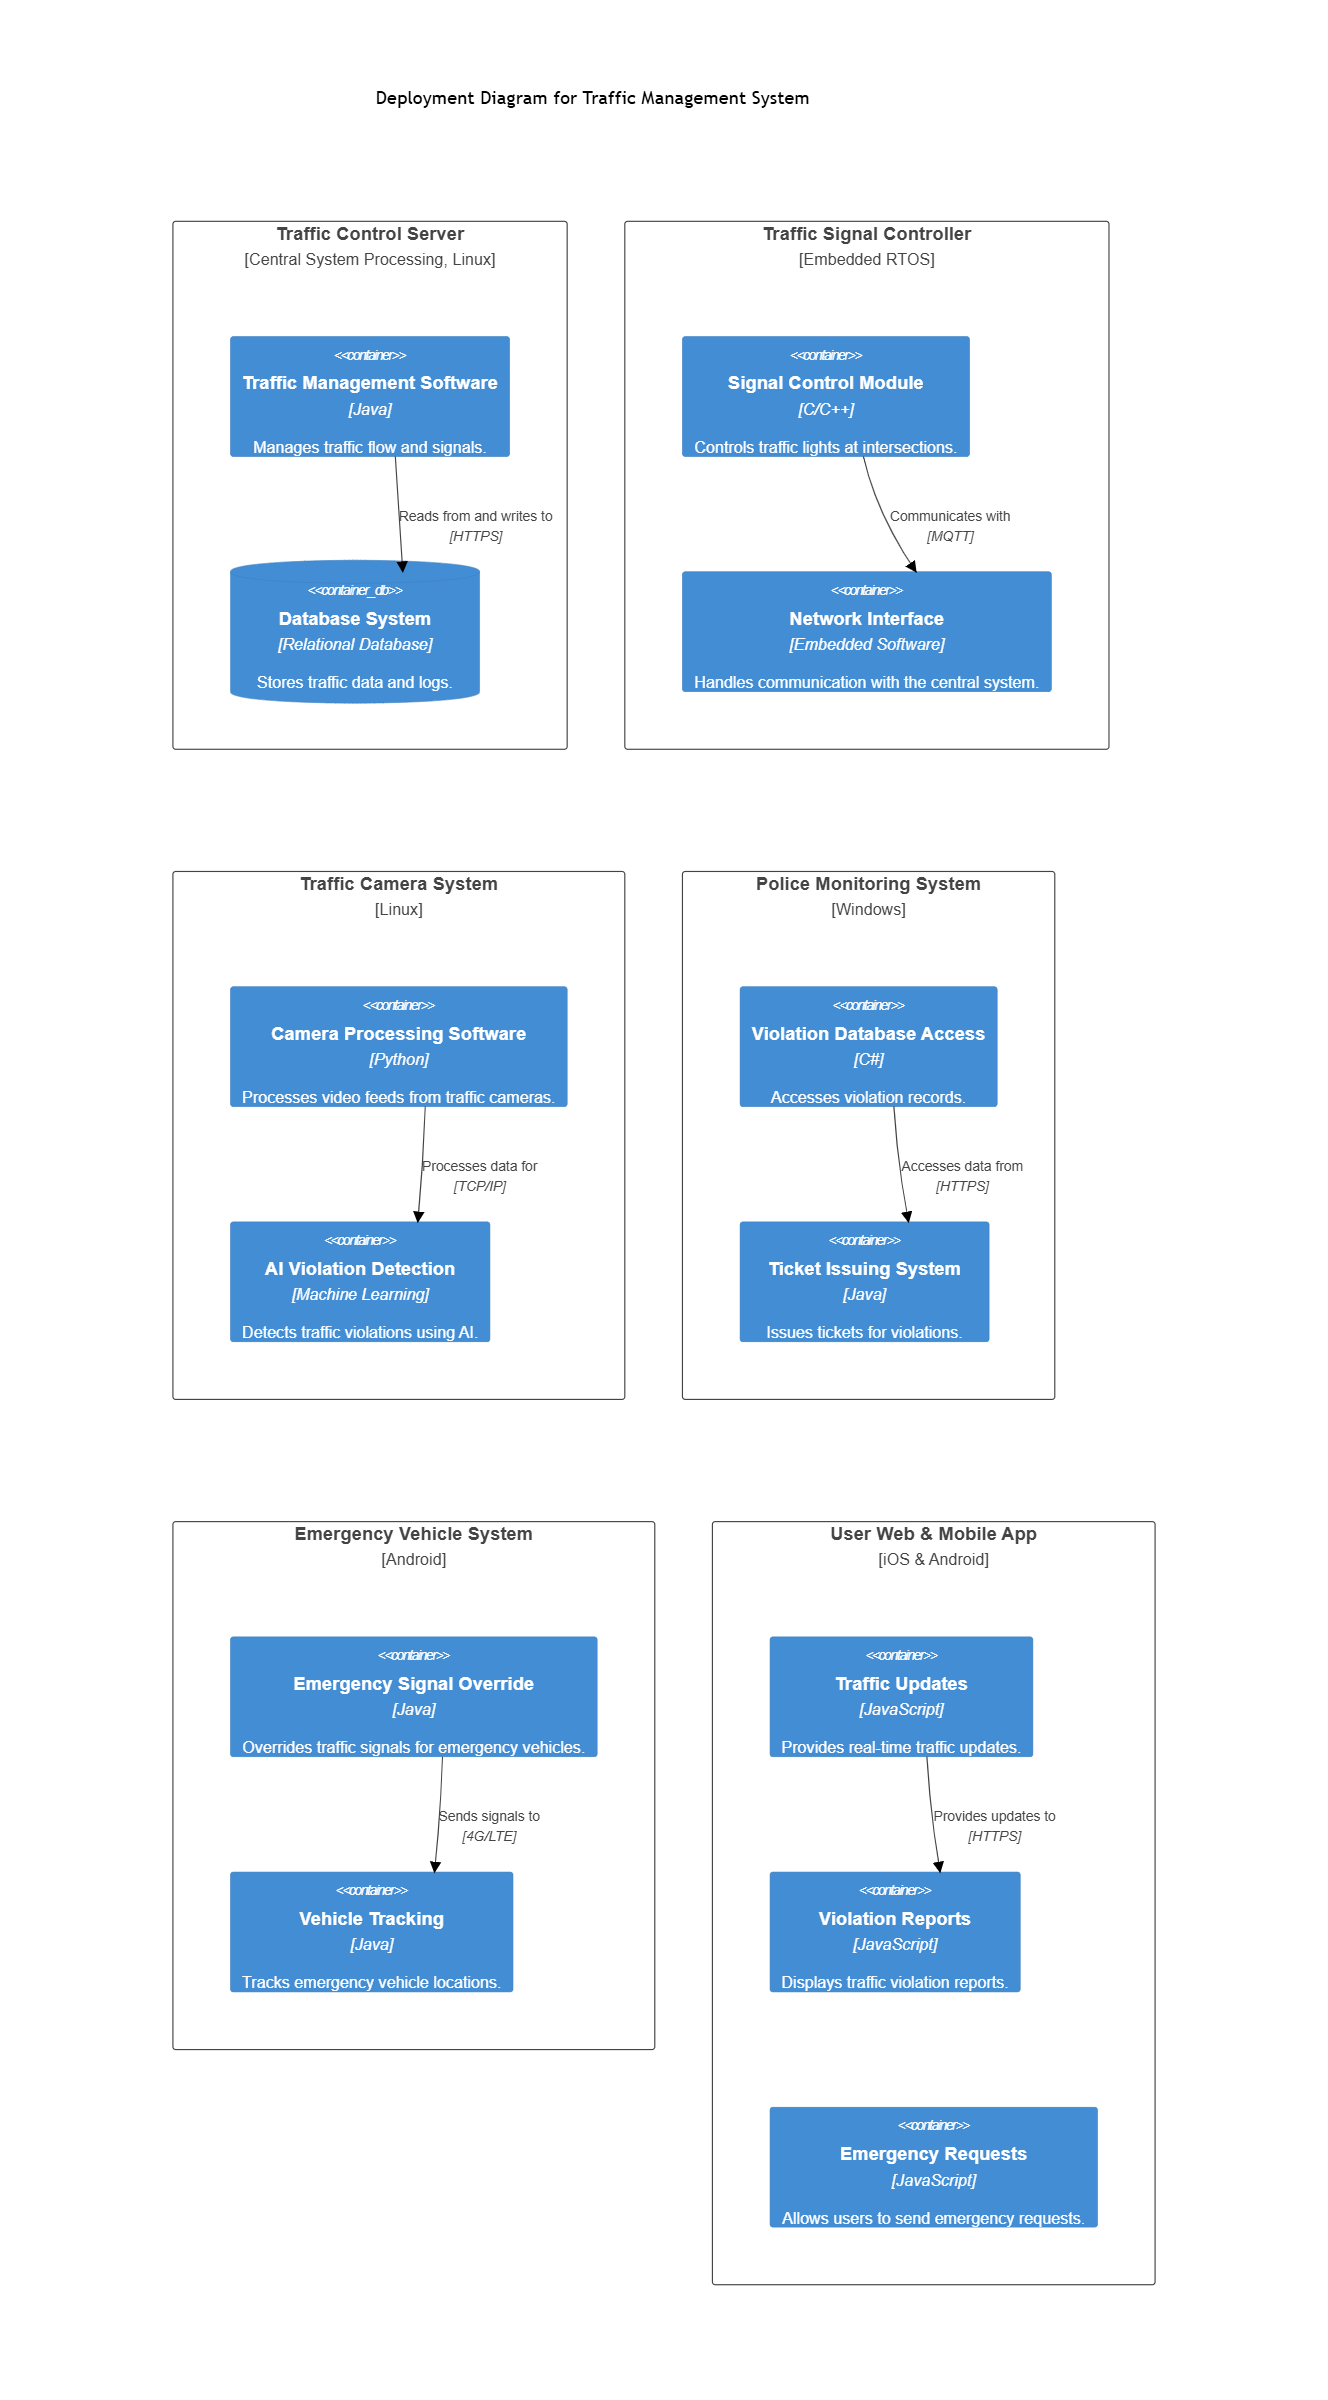 Deployment Diagram for Traffic Management System
Traffic Control Server
[Central System Processing, Linux]
<<container>>
Traffic Management Software
[Java]
Manages traffic flow and signals.
Reads from and writes to
[HTTPS]
<<container_db>>
Database System
[Relational Database]
Stores traffic data and logs.
Traffic Signal Controller
[Embedded RTOS]
<<container>>
Signal Control Module
[C/C++]
Controls traffic lights at intersections.
Communicates with
[MQTT]
<<container>>
Network Interface
[Embedded Software]
Handles communication with the central system.
Traffic Camera System
[Linux]
<<container>>
Camera Processing Software
[Python]
Processes video feeds from traffic cameras.
Processes data for
[TCP/IP]
<<container>>
AI Violation Detection
[Machine Learning]
Detects traffic violations using AI.
Police Monitoring System
[Windows]
<<container>>
Violation Database Access
[C#]
Accesses violation records.
Accesses data from
[HTTPS]
<<container>>
Ticket Issuing System
[Java]
Issues tickets for violations.
Emergency Vehicle System
[Android]
<<container>>
Emergency Signal Override
[Java]
Overrides traffic signals for emergency vehicles.
Sends signals to
[4G/LTE]
<<container>>
Vehicle Tracking
[Java]
Tracks emergency vehicle locations.
User Web & Mobile App
[iOS & Android]
<<container>>
Traffic Updates
[JavaScript]
Provides real-time traffic updates.
Provides updates to
[HTTPS]
<<container>>
Violation Reports
[JavaScript]
Displays traffic violation reports.
<<container>>
Emergency Requests
[JavaScript]
Allows users to send emergency requests.